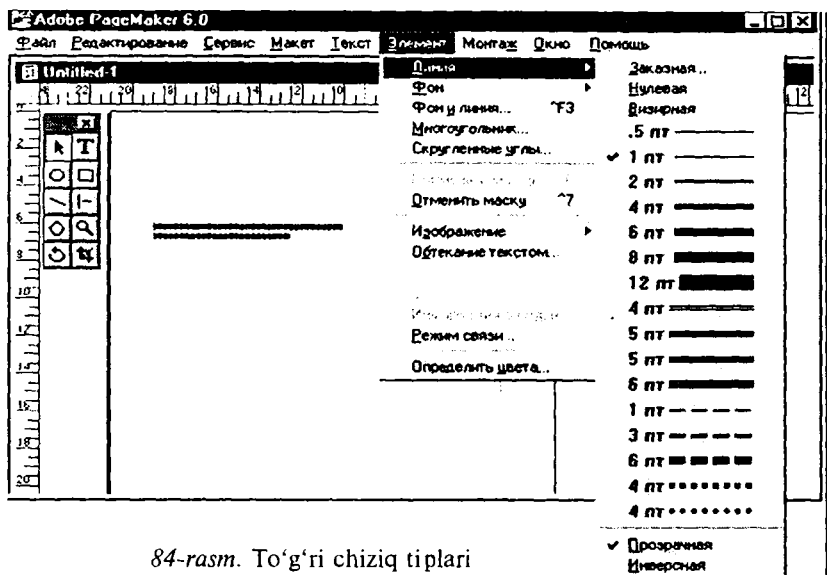 Adobe PageMaker 6.0
Файл Редактирование Сервис Макет Текст Элемент Монтаж Окно Помощь
Untitled-1
Линия
Фон
Фон и линия... ^F3
Многоугольник...
Скругленные углы...
Отменить маску ^7
Изображение
Обтекание текстом...
Режим связи...
Определить цвета...
Заказная...
Нулевая
Визирная
.5 пт
1 пт
2 пт
4 пт
6 пт
8 пт
12 пт
4 пт
5 пт
5 пт
6 пт
1 пт
3 пт
6 пт
4 пт
4 пт
Прозрачная
Инверсная
84-rasm. To‘g‘ri chiziq tiplari